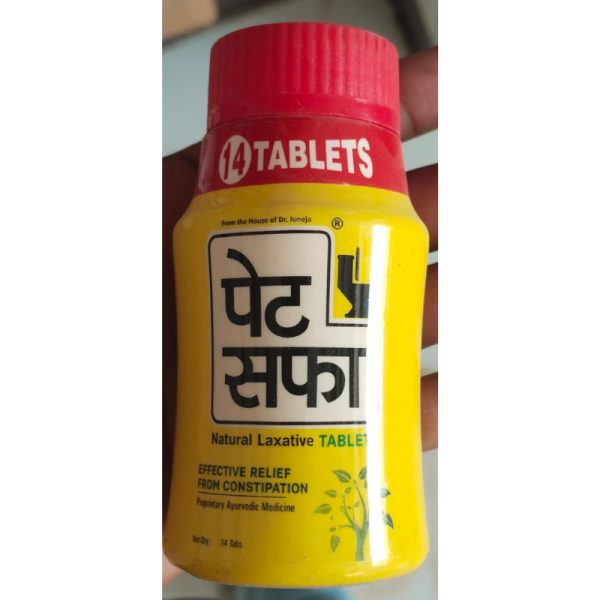 14 TABLETS
From the House of Dr. Juneja
®
पेट
सफा
Natural Laxative TABLET
EFFECTIVE RELIEF
FROM CONSTIPATION
Proprietary Ayurvedic Medicine
Net Qty. 14 Tabs.